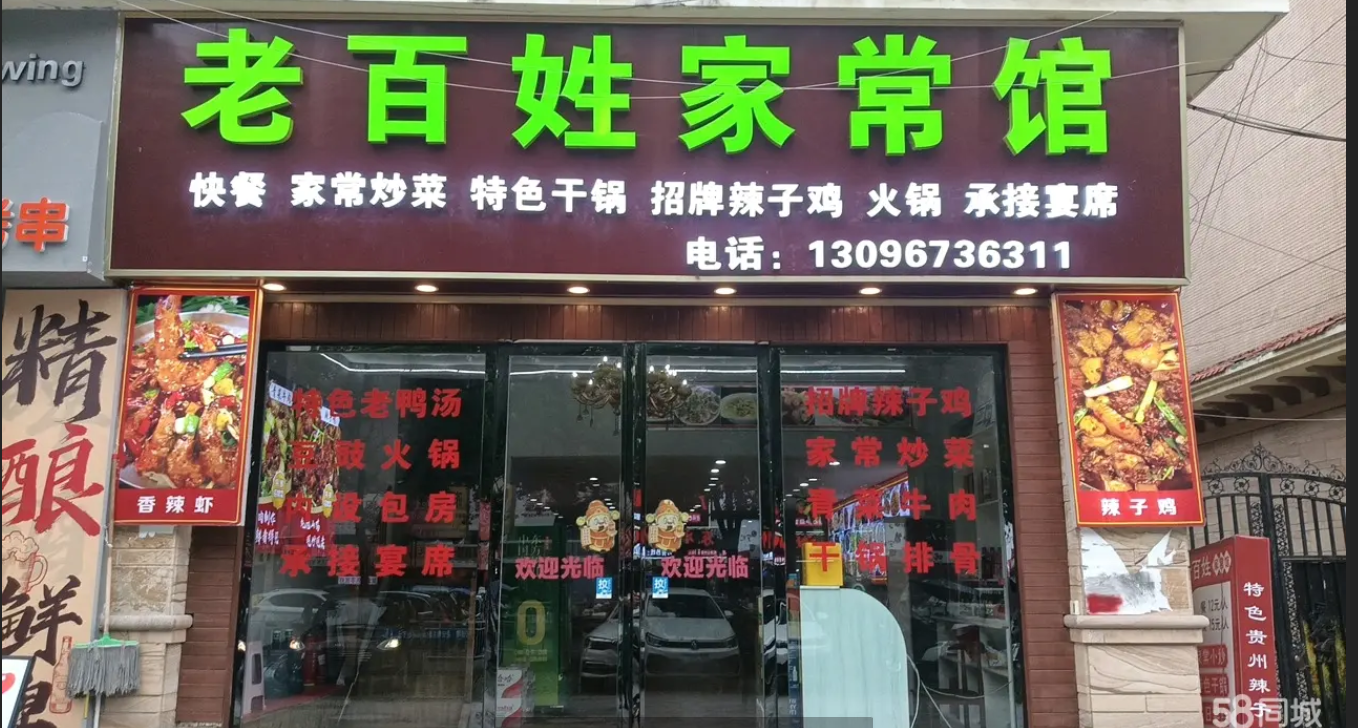 wing
串
老百姓家常馆
快餐 家常炒菜 特色干锅 招牌辣子鸡 火锅 承接宴席
电话：13096736311
精
酿
鲜
香辣虾
特色老鸭汤
豆豉火锅
内设包房
承接宴席
欢迎光临
欢迎光临
招牌辣子鸡
家常炒菜
青菜牛肉
干锅排骨
辣子鸡
百姓
特色贵州辣子
58同城